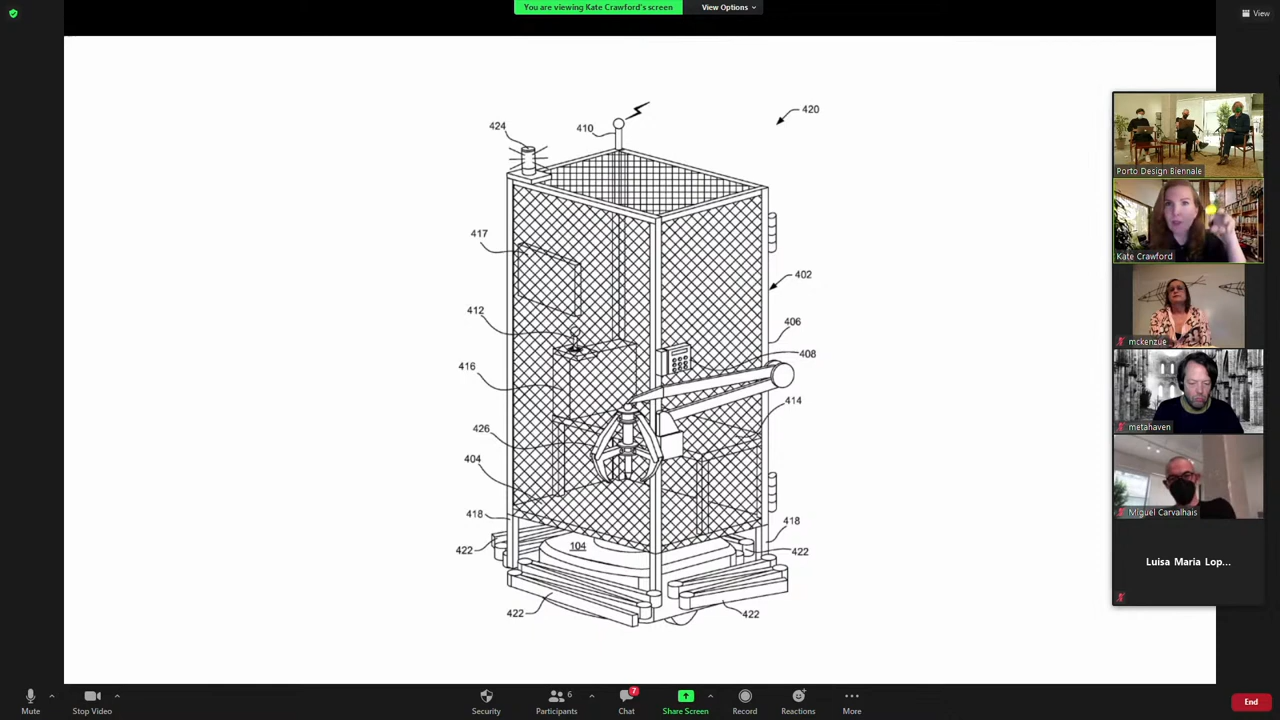 You are viewing Kate Crawford's screen
View Options
View
420
424
410
417
402
412
406
408
416
414
426
404
418
418
422
104
422
422
422
Porto Design Biennale
Kate Crawford
mckenzue
metahaven
Miguel Carvalhais
Luisa Maria Lop...
Mute
Stop Video
Security
6
Participants
7
Chat
Share Screen
Record
Reactions
More
End